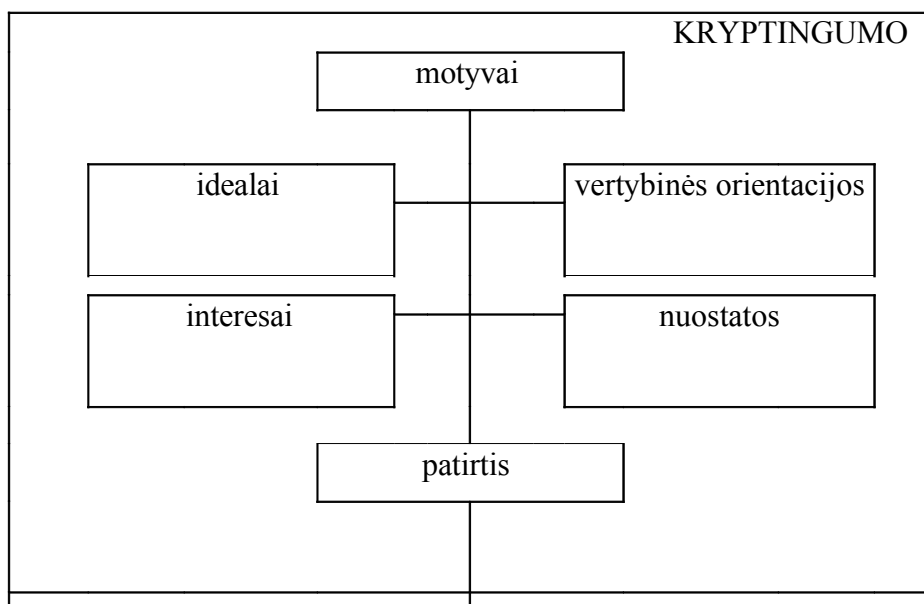 KRYPTINGUMO
motyvai
idealai
vertybinės orientacijos
interesai
nuostatos
patirtis